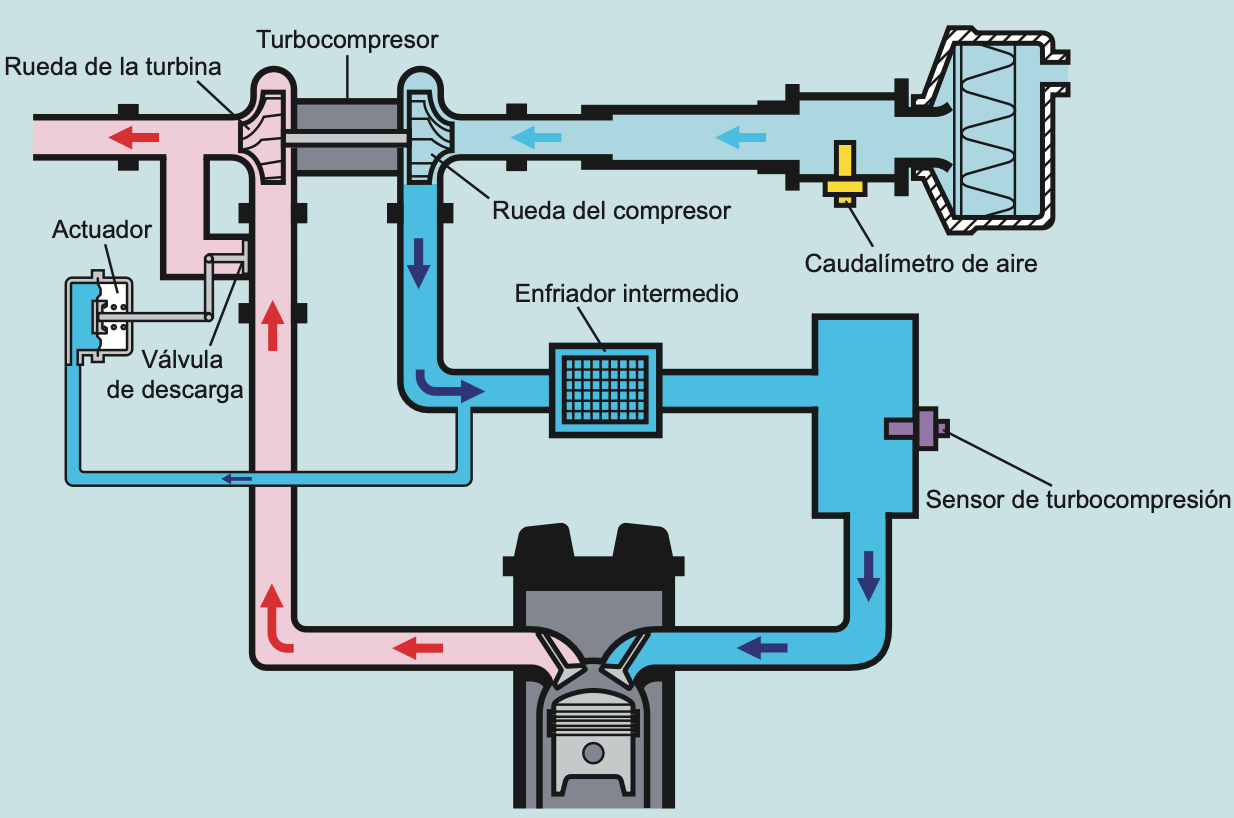 Turbocompresor
Rueda de la turbina
Rueda del compresor
Actuador
Caudalímetro de aire
Enfriador intermedio
Válvula
de descarga
Sensor de turbocompresión